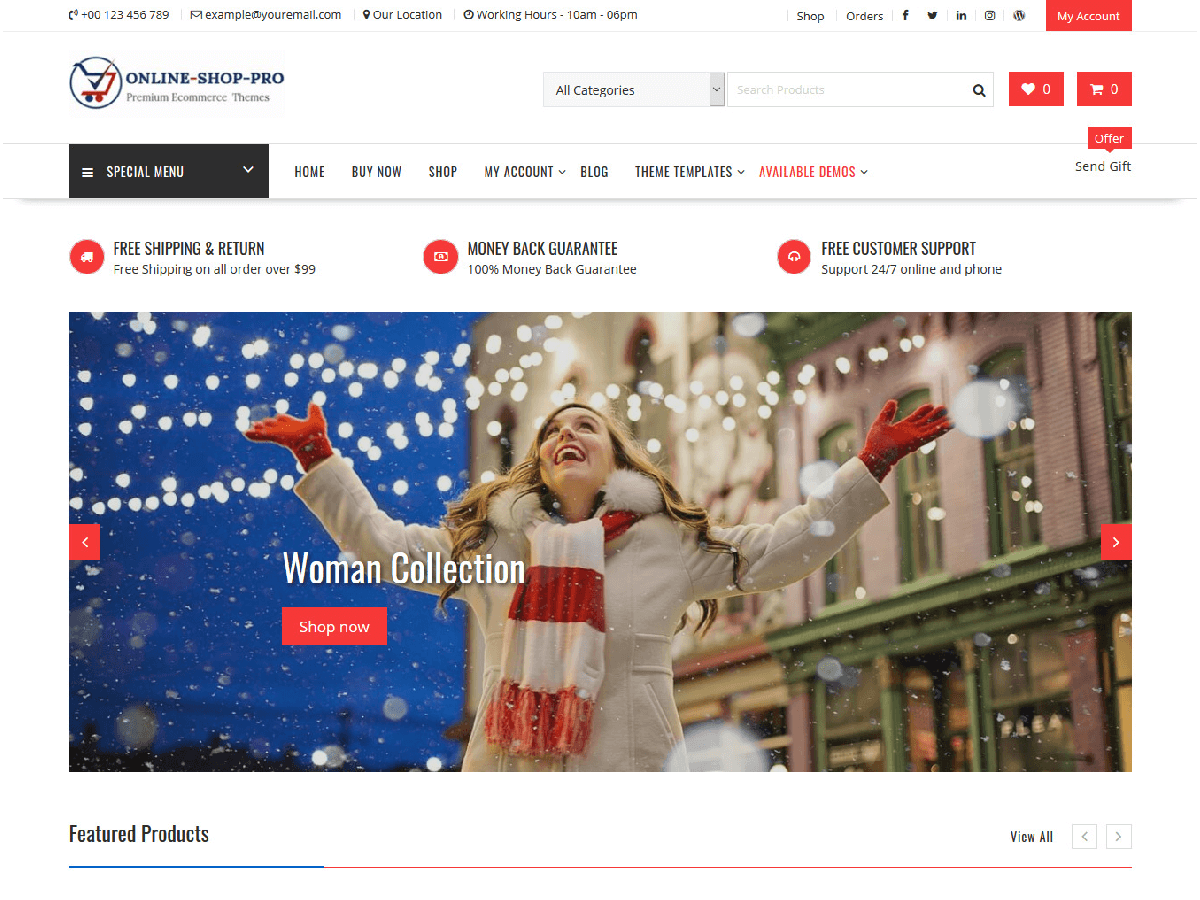 +00 123 456 789 example@youremail.com Our Location Working Hours - 10am - 06pm Shop Orders My Account
ONLINE-SHOP-PRO
Premium Ecommerce Themes
All Categories Search Products 0 0
Offer
Send Gift
SPECIAL MENU HOME BUY NOW SHOP MY ACCOUNT BLOG THEME TEMPLATES AVAILABLE DEMOS
FREE SHIPPING & RETURN
Free Shipping on all order over $99
MONEY BACK GUARANTEE
100% Money Back Guarantee
FREE CUSTOMER SUPPORT
Support 24/7 online and phone
Woman Collection
Shop now
Featured Products View All